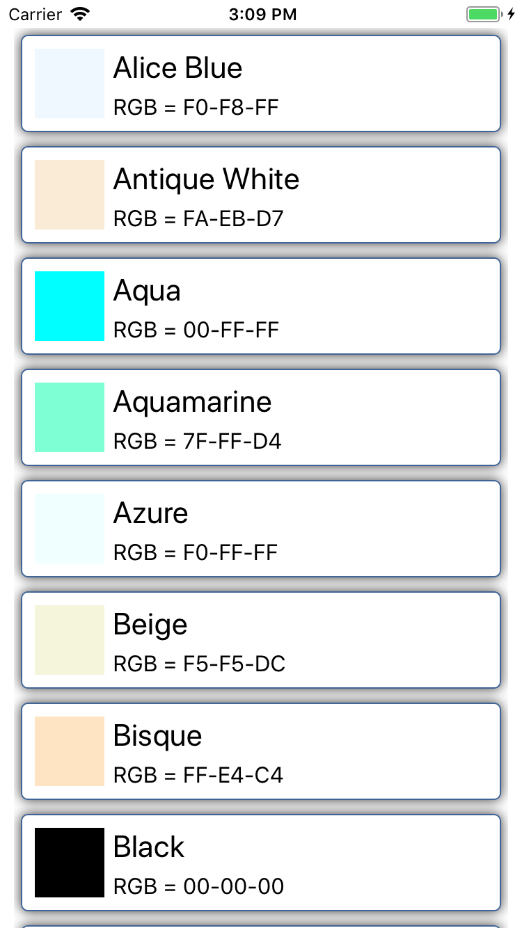 Carrier 3:09 PM
Alice Blue
RGB = F0-F8-FF
Antique White
RGB = FA-EB-D7
Aqua
RGB = 00-FF-FF
Aquamarine
RGB = 7F-FF-D4
Azure
RGB = F0-FF-FF
Beige
RGB = F5-F5-DC
Bisque
RGB = FF-E4-C4
Black
RGB = 00-00-00